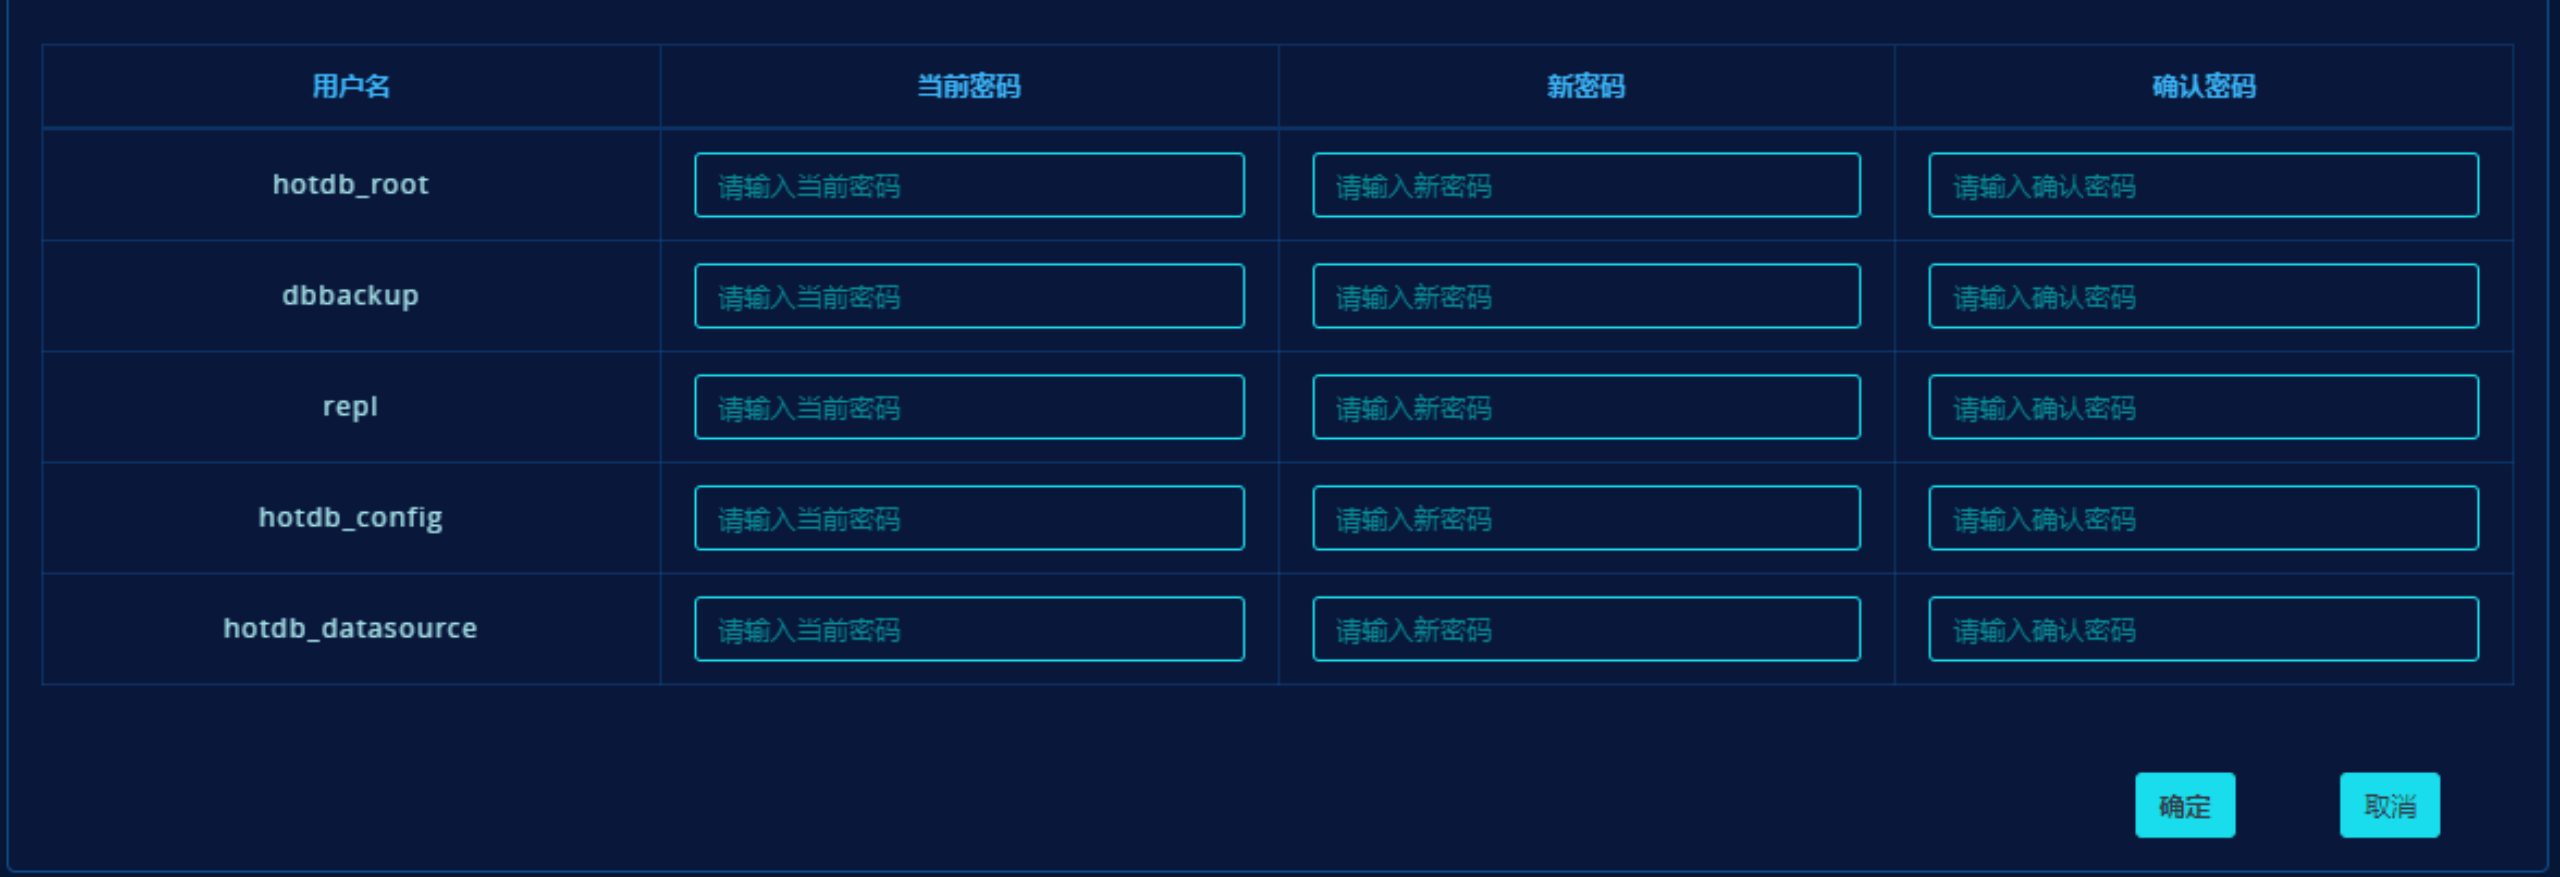 用户名 当前密码 新密码 确认密码
hotdb_root 请输入当前密码 请输入新密码 请输入确认密码
dbbackup 请输入当前密码 请输入新密码 请输入确认密码
repl 请输入当前密码 请输入新密码 请输入确认密码
hotdb_config 请输入当前密码 请输入新密码 请输入确认密码
hotdb_datasource 请输入当前密码 请输入新密码 请输入确认密码
确定 取消